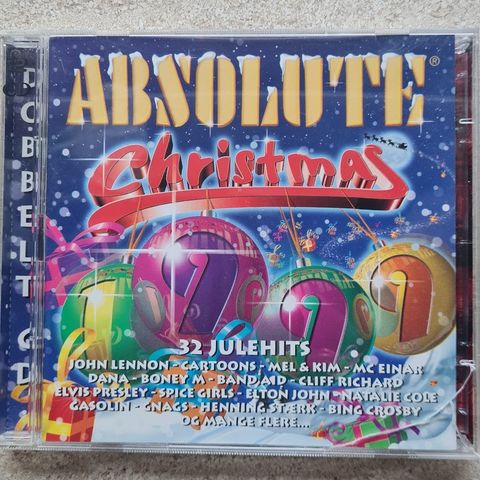 ABSOLUTE®
Christmas
1999
32 JULEHITS
JOHN LENNON - CARTOONS - MEL & KIM - MC EINAR
DANA - BONEY M - BAND AID - CLIFF RICHARD
ELVIS PRESLEY - SPICE GIRLS - ELTON JOHN - NATALIE COLE
GASOLIN - GNAGS - HENNING STÆRK - BING CROSBY
OG MANGE FLERE...
DOBBELT CD